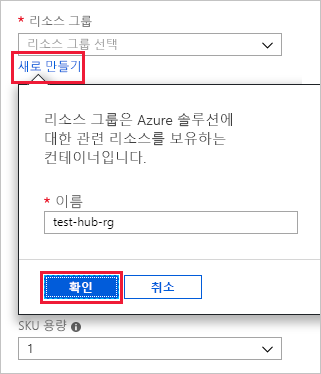 * 리소스 그룹
리소스 그룹 선택
새로 만들기
리소스 그룹은 Azure 솔루션에
대한 관련 리소스를 보유하는
컨테이너입니다.
* 이름
test-hub-rg
확인
취소
SKU 용량
1